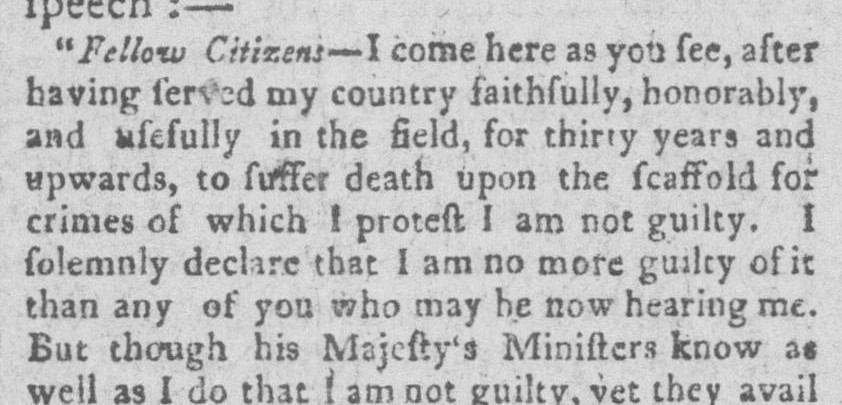 ſpeech :—
"Fellow Citizens—I come here as you ſee, after
having ſerved my country faithfully, honorably,
and uſefully in the field, for thirty years and
upwards, to ſuffer death upon the ſcaffold for
crimes of which I proteſt I am not guilty. I
ſolemnly declare that I am no more guilty of it
than any of you who may be now hearing me.
But though his Majeſty's Miniſters know as
well as I do that I am not guilty, yet they avail